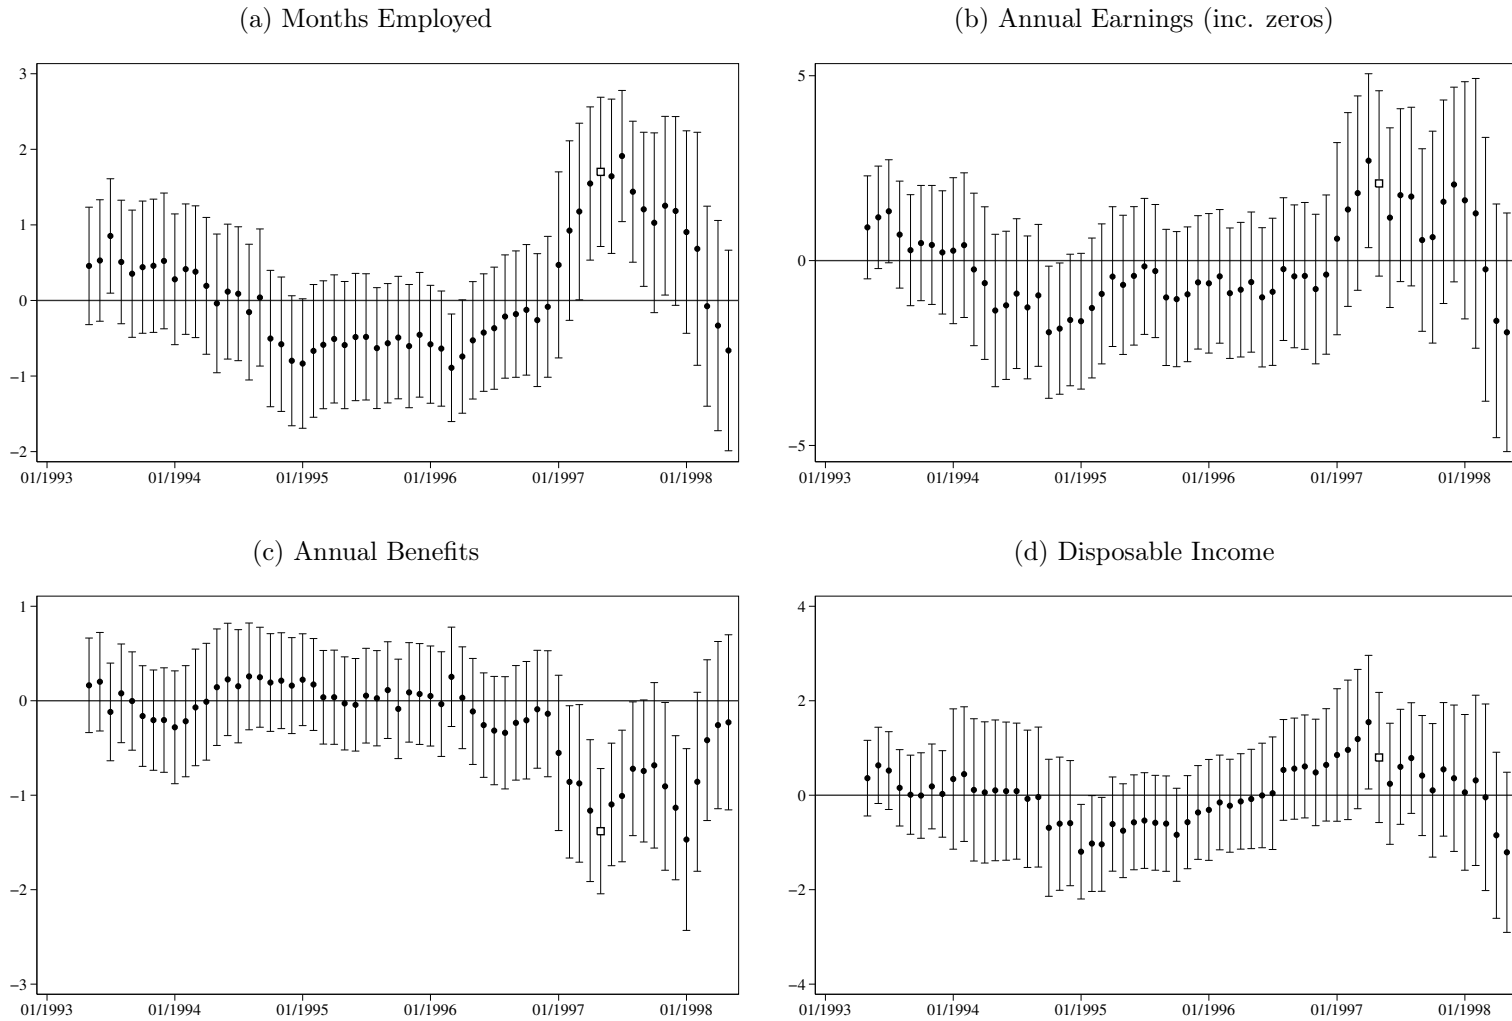 (a) Months Employed
3
2
1
0
−1
−2
01/1993 01/1994 01/1995 01/1996 01/1997 01/1998
(b) Annual Earnings (inc. zeros)
5
0
−5
01/1993 01/1994 01/1995 01/1996 01/1997 01/1998
(c) Annual Benefits
1
0
−1
−2
−3
01/1993 01/1994 01/1995 01/1996 01/1997 01/1998
(d) Disposable Income
4
2
0
−2
−4
01/1993 01/1994 01/1995 01/1996 01/1997 01/1998